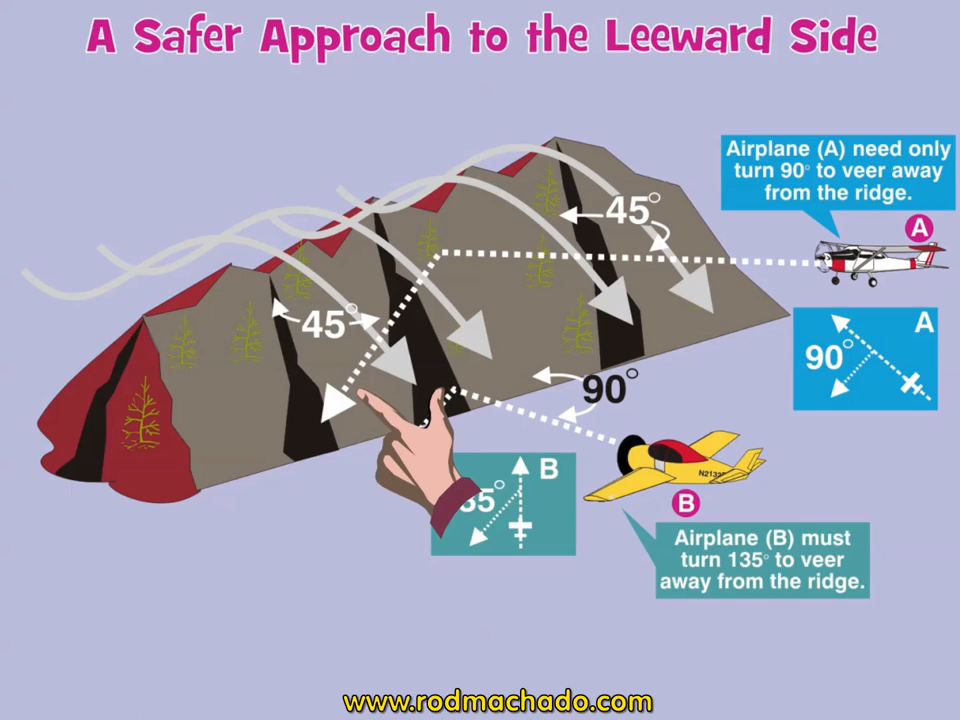 A Safer Approach to the Leeward Side
Airplane (A) need only
turn 90° to veer away
from the ridge.
A
45°
45°
A
90°
90°
B
N2132
B
Airplane (B) must
turn 135° to veer
away from the ridge.
www.rodmachado.com